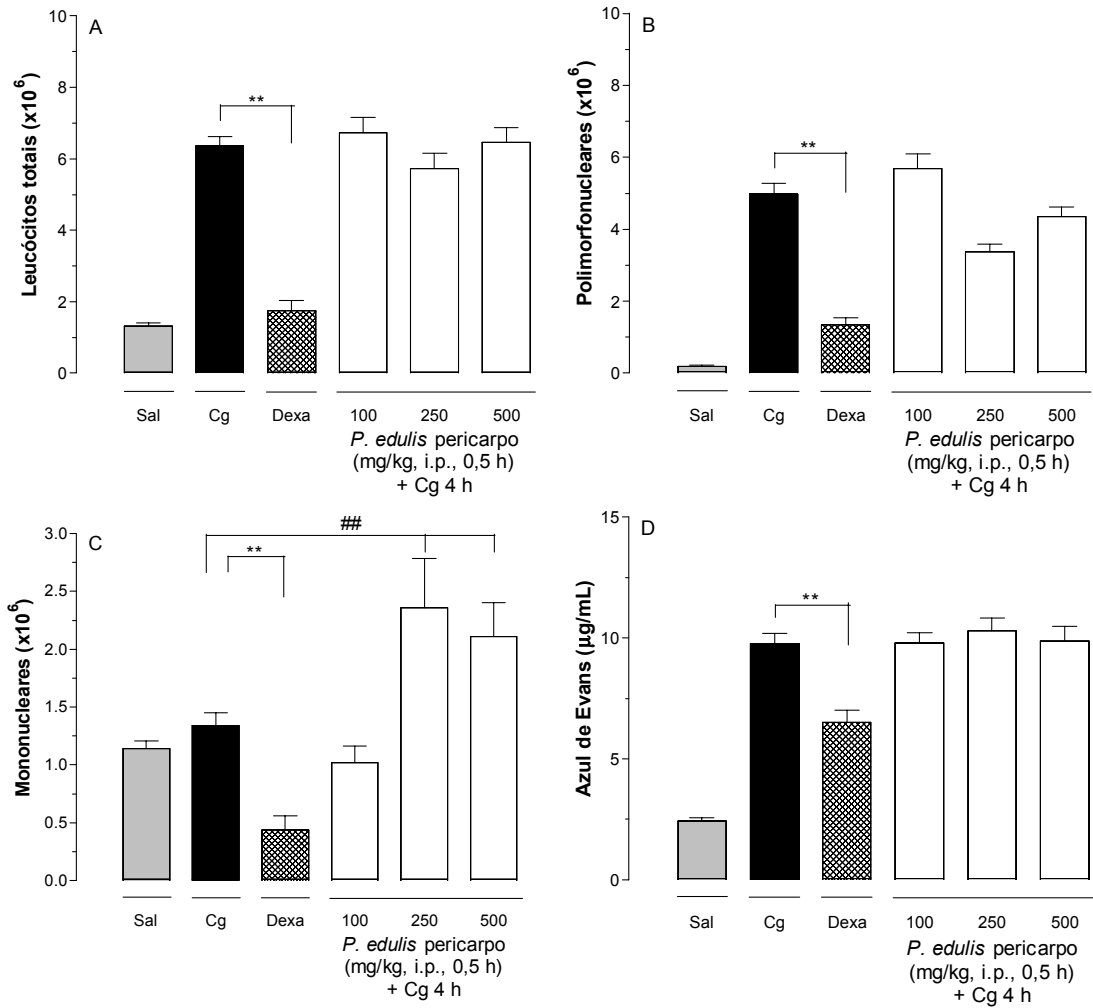 A
Leucócitos totais (x10⁶)
10
8
6
4
2
0
**
Sal Cg Dexa 100 250 500
P. edulis pericarpo
(mg/kg, i.p., 0,5 h)
+ Cg 4 h
B
Polimorfonucleares (x10⁶)
10
8
6
4
2
0
**
Sal Cg Dexa 100 250 500
P. edulis pericarpo
(mg/kg, i.p., 0,5 h)
+ Cg 4 h
C
Mononucleares (x10⁶)
3.0
2.5
2.0
1.5
1.0
0.5
0.0
##
**
Sal Cg Dexa 100 250 500
P. edulis pericarpo
(mg/kg, i.p., 0,5 h)
+ Cg 4 h
D
Azul de Evans (µg/mL)
15
10
5
0
**
Sal Cg Dexa 100 250 500
P. edulis pericarpo
(mg/kg, i.p., 0,5 h)
+ Cg 4 h